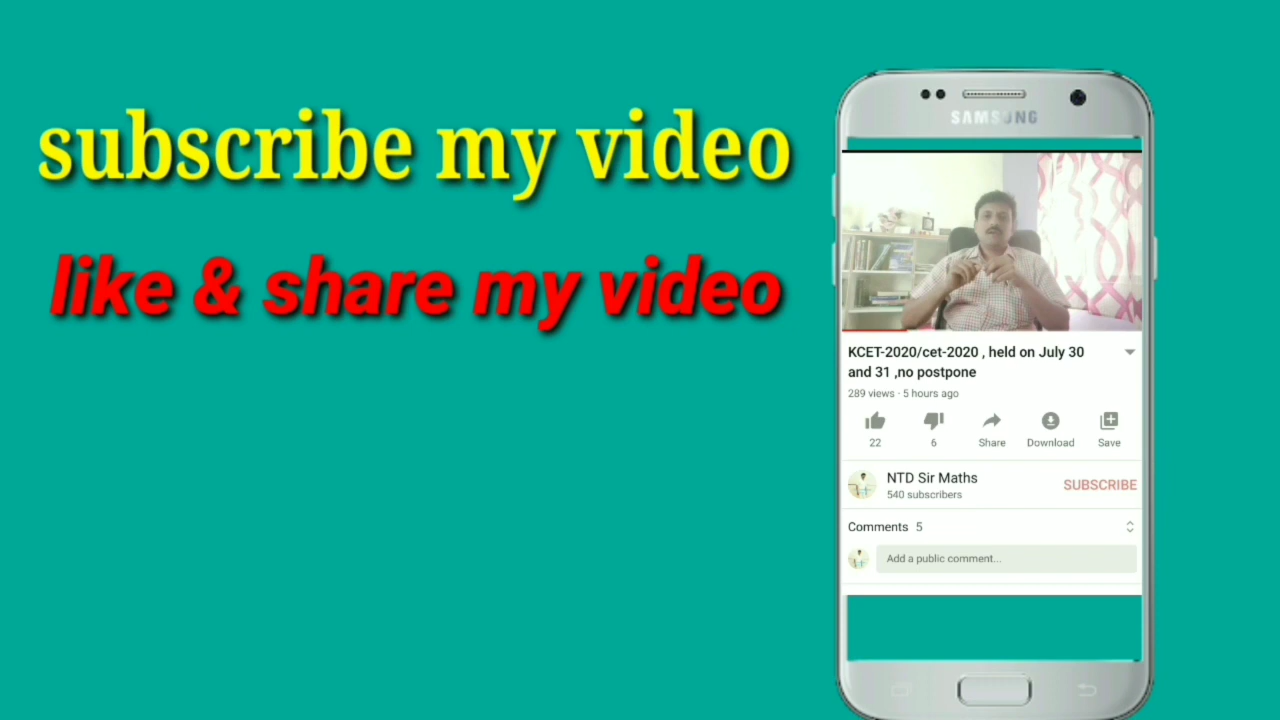 subscribe my video
like & share my video
SAMSUNG
KCET-2020/cet-2020 , held on July 30
and 31 ,no postpone
289 views · 5 hours ago
22
6
Share
Download
Save
NTD Sir Maths
540 subscribers
SUBSCRIBE
Comments 5
Add a public comment...